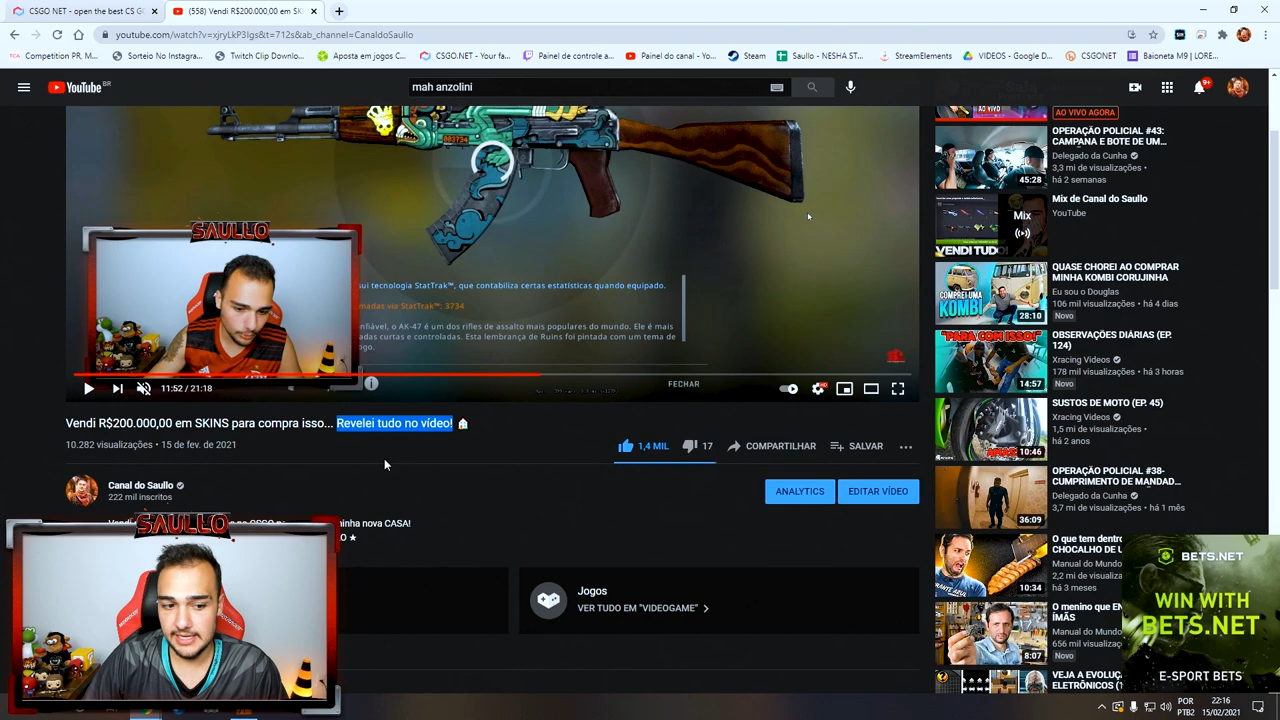 CSGO NET - open the best CS GO
(558) Vendi R$200.000,00 em SK
youtube.com/watch?v=xjryLkP3Igs&t=712s&ab_channel=CanaldoSaullo
Competition PR, M...
Sorteio No Instagra...
Twitch Clip Downlo...
Aposta em jogos C...
CSGO.NET - Your fa...
Painel de controle a...
Painel do canal - Yo...
Steam
Saullo - NESHA ST...
StreamElements
VIDEOS - Google D...
CSGONET
Baioneta M9 | LORE...
YouTube BR
mah anzolini
9+
AO VIVO AGORA
003734
SAULLO
sui tecnologia StatTrak™, que contabiliza certas estatísticas quando equipado.
madas via StatTrak™: 3734
nfiável, o AK-47 é um dos rifles de assalto mais populares do mundo. Ele é mais
adas curtas e controladas. Esta lembrança de Ruins foi pintada com um tema de
ogo.
FECHAR
11:52 / 21:18
Vendi R$200.000,00 em SKINS para compra isso... Revelei tudo no vídeo!
10.282 visualizações • 15 de fev. de 2021
1,4 MIL
17
COMPARTILHAR
SALVAR
Canal do Saullo
222 mil inscritos
ANALYTICS
EDITAR VÍDEO
minha nova CASA!
O ★
Jogos
VER TUDO EM "VIDEOGAME"
SAULLO
OPERAÇÃO POLICIAL #43:
CAMPANA E BOTE DE UM...
Delegado da Cunha
3,3 mi de visualizações •
há 2 semanas
45:28
Mix de Canal do Saullo
YouTube
Mix
VENDI TUDO!
QUASE CHOREI AO COMPRAR
MINHA KOMBI CORUJINHA
Eu sou o Douglas
106 mil visualizações • há 4 dias
Novo
COMPREI UMA
KOMBI
28:10
OBSERVAÇÕES DIÁRIAS (EP.
124)
Xracing Videos
178 mil visualizações • há 3 horas
Novo
"PARA COM ISSO!"
14:57
SUSTOS DE MOTO (EP. 45)
Xracing Videos
1,5 mi de visualizações •
há 2 anos
10:46
OPERAÇÃO POLICIAL #38-
CUMPRIMENTO DE MANDAD...
Delegado da Cunha
3,7 mi de visualizações • há 1 mês
36:09
O que tem dentro
CHOCALHO DE
Manual do Mundo
2,2 mi de visualiza
há 3 meses
10:34
O menino que EN
ÍMÃS
Manual do Mundo
656 mil visualizaç
Novo
8:07
VEJA A EVOLUÇ
ELETRÔNICOS (
BETS.NET
WIN WITH
BETS.NET
E-SPORT BETS
POR
PTB2
22:16
15/02/2021